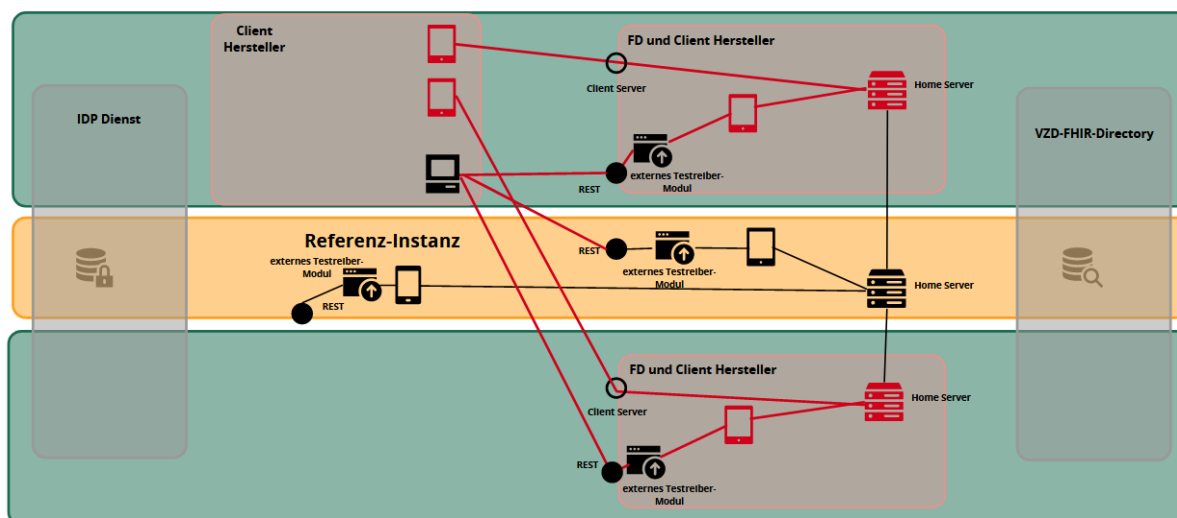 Client
Hersteller
FD und Client Hersteller
Client Server
Home Server
IDP Dienst
VZD-FHIR-Directory
REST
externes Testreiber-
Modul
Referenz-Instanz
externes Testreiber-
Modul
REST
REST
externes Testreiber-
Modul
Home Server
FD und Client Hersteller
Client Server
Home Server
REST
externes Testreiber-
Modul